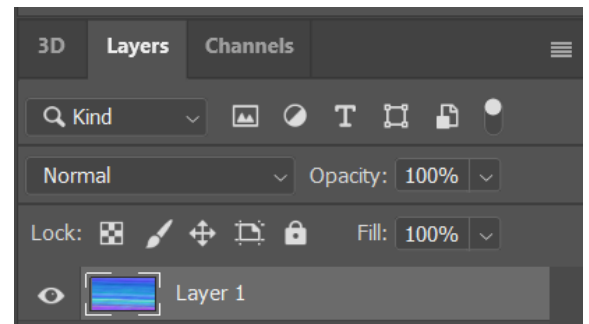 3D Layers Channels
Kind T
Normal Opacity: 100%
Lock: Fill: 100%
Layer 1